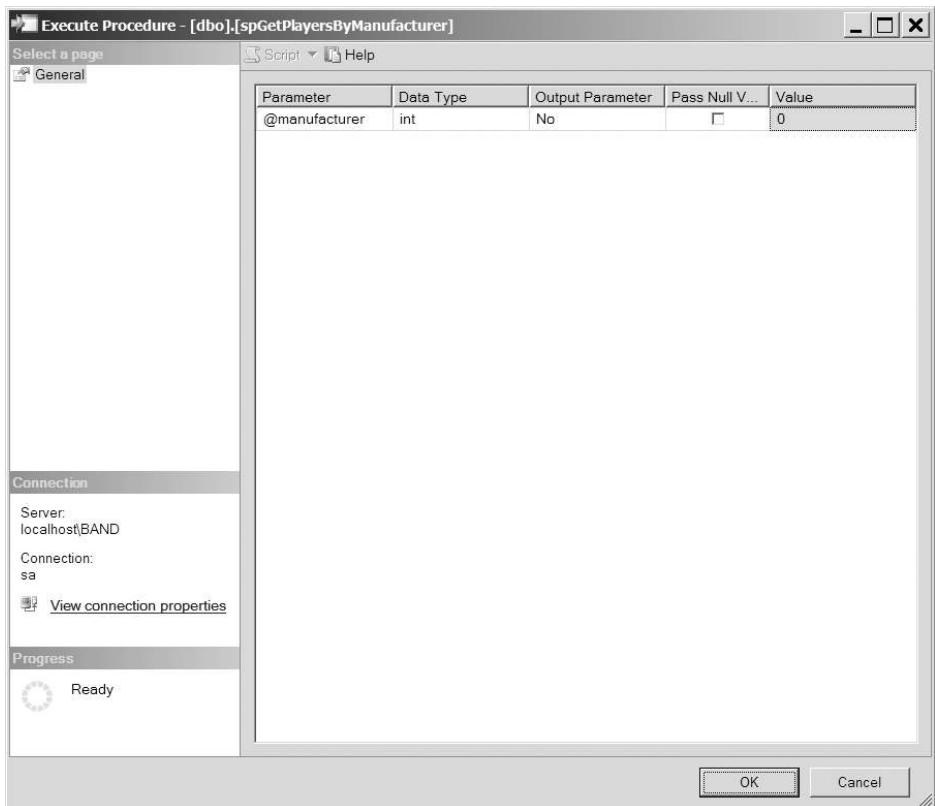 Execute Procedure - [dbo].[spGetPlayersByManufacturer]
Select a page
General
Script Help
Parameter Data Type Output Parameter Pass Null V... Value
@manufacturer int No 0
Connection
Server:
localhost\BAND
Connection:
sa
View connection properties
Progress
Ready
OK Cancel